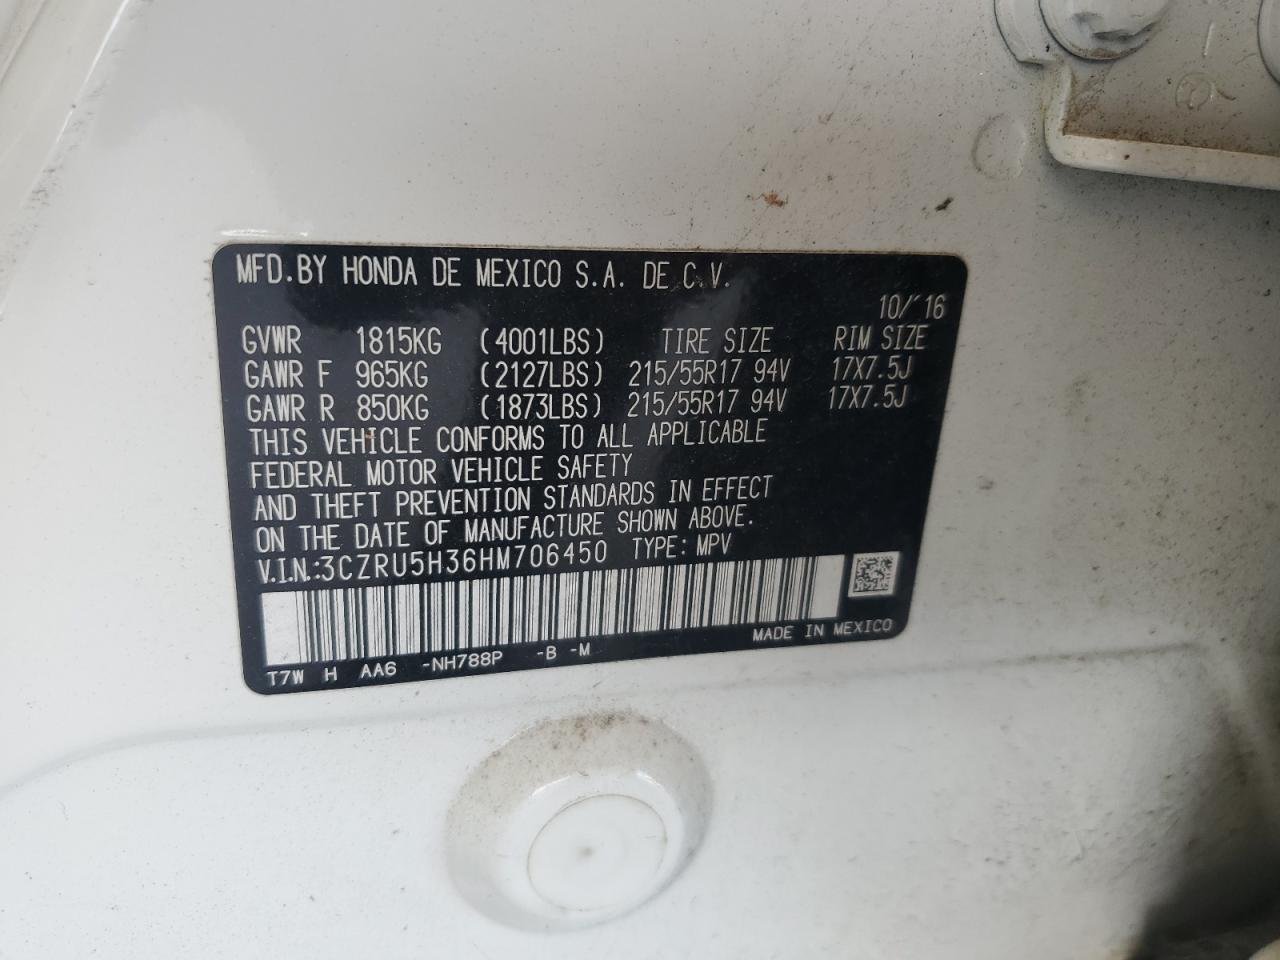 MFD.BY HONDA DE MEXICO S.A. DE C.V.
10/'16
GVWR 1815KG (4001LBS) TIRE SIZE RIM SIZE
GAWR F 965KG (2127LBS) 215/55R17 94V 17X7.5J
GAWR R 850KG (1873LBS) 215/55R17 94V 17X7.5J
THIS VEHICLE CONFORMS TO ALL APPLICABLE
FEDERAL MOTOR VEHICLE SAFETY
AND THEFT PREVENTION STANDARDS IN EFFECT
ON THE DATE OF MANUFACTURE SHOWN ABOVE.
V.I.N.:3CZRU5H36HM706450 TYPE: MPV
MADE IN MEXICO
T7W H AA6 -NH788P -B -M